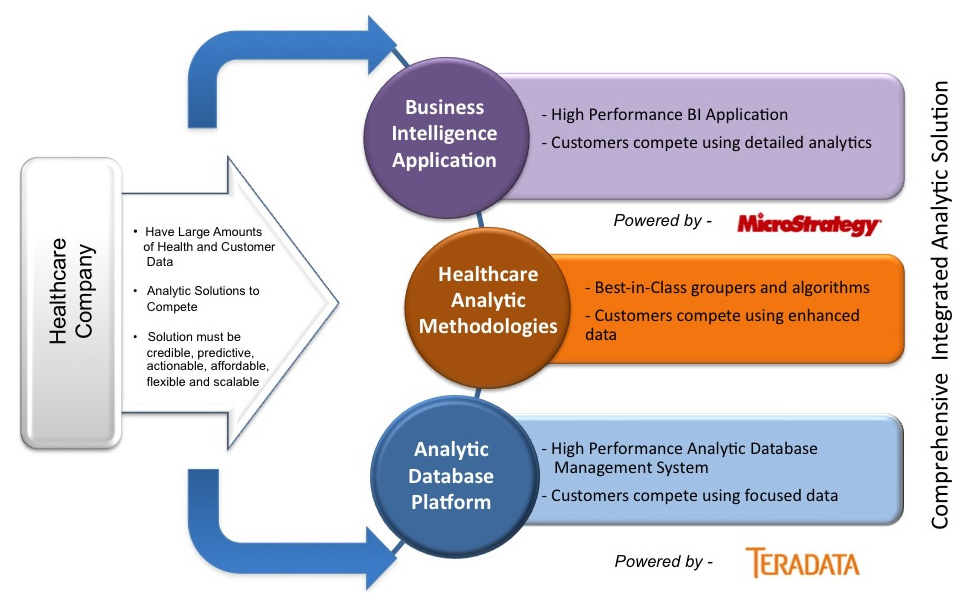 Healthcare
Company
• Have Large Amounts
of Health and Customer
Data
• Analytic Solutions to
Compete
• Solution must be
credible, predictive,
actionable, affordable,
flexible and scalable
Business
Intelligence
Application
- High Performance BI Application
- Customers compete using detailed analytics
Powered by -
MicroStrategy
Healthcare
Analytic
Methodologies
- Best-in-Class groupers and algorithms
- Customers compete using enhanced
data
Analytic
Database
Platform
- High Performance Analytic Database
Management System
- Customers compete using focused data
Powered by -
TERADATA
Comprehensive Integrated Analytic Solution